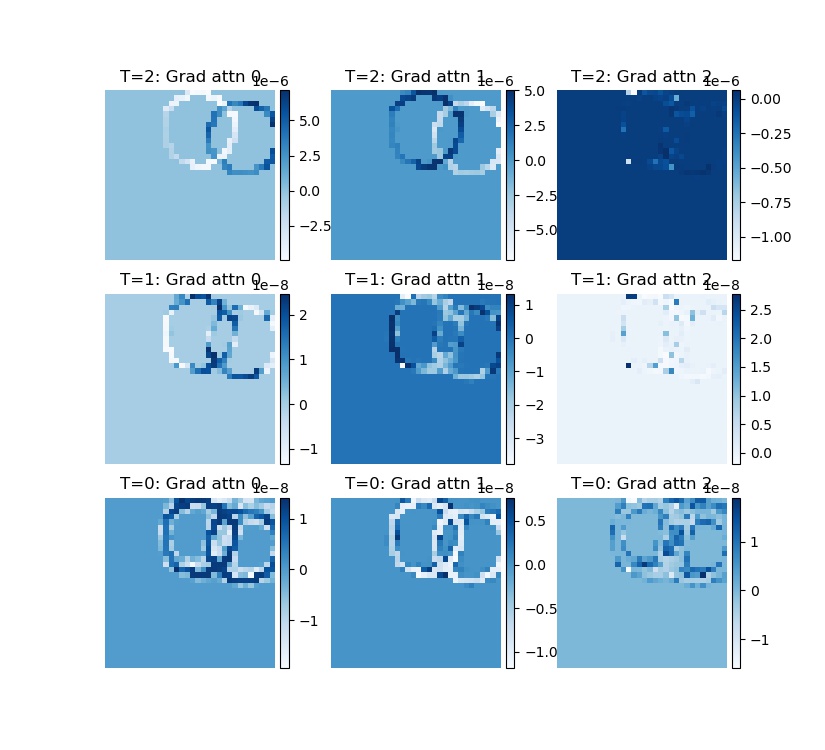 T=2: Grad attn 0
1e−6
5.0
2.5
0.0
−2.5
T=2: Grad attn 1
5.0
2.5
0.0
−2.5
−5.0
T=2: Grad attn 2
1e−6
0.00
−0.25
−0.50
−0.75
−1.00
T=1: Grad attn 0
1e−8
2
1
0
−1
T=1: Grad attn 1
1e−8
1
0
−1
−2
−3
T=1: Grad attn 2
1e−8
2.5
2.0
1.5
1.0
0.5
0.0
T=0: Grad attn 0
1e−8
1
0
−1
T=0: Grad attn 1
1e−8
0.5
0.0
−0.5
−1.0
T=0: Grad attn 2
1e−8
1
0
−1